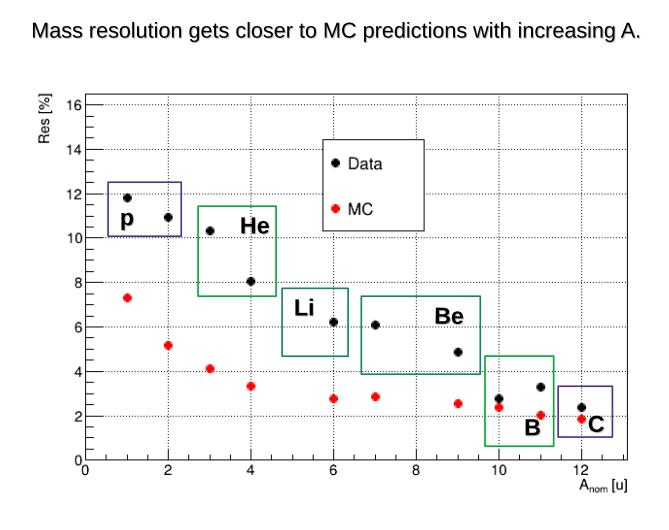 Mass resolution gets closer to MC predictions with increasing A.
Res [%]
16
14
12
10
8
6
4
2
0
Data
MC
p
He
Li
Be
B
C
0 2 4 6 8 10 12
Anom [u]